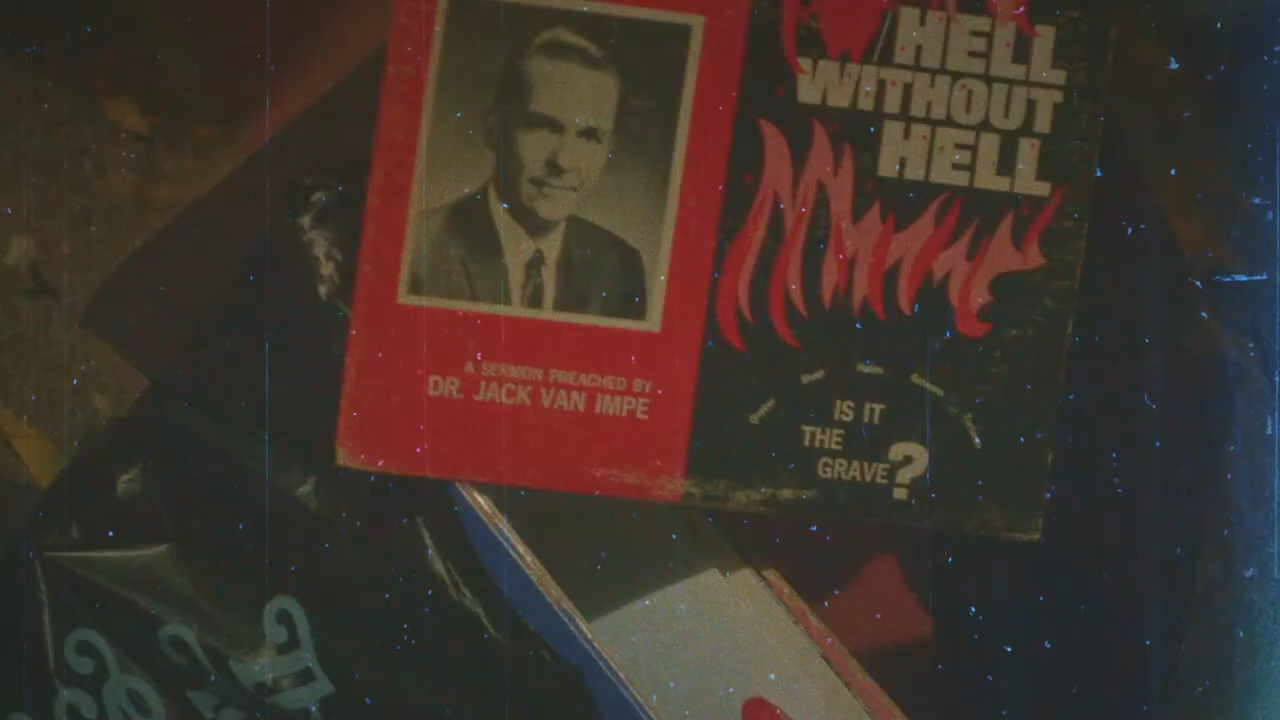 HELL
WITHOUT
HELL
A SERMON PREACHED BY
DR. JACK VAN IMPE
IS IT
THE
GRAVE?